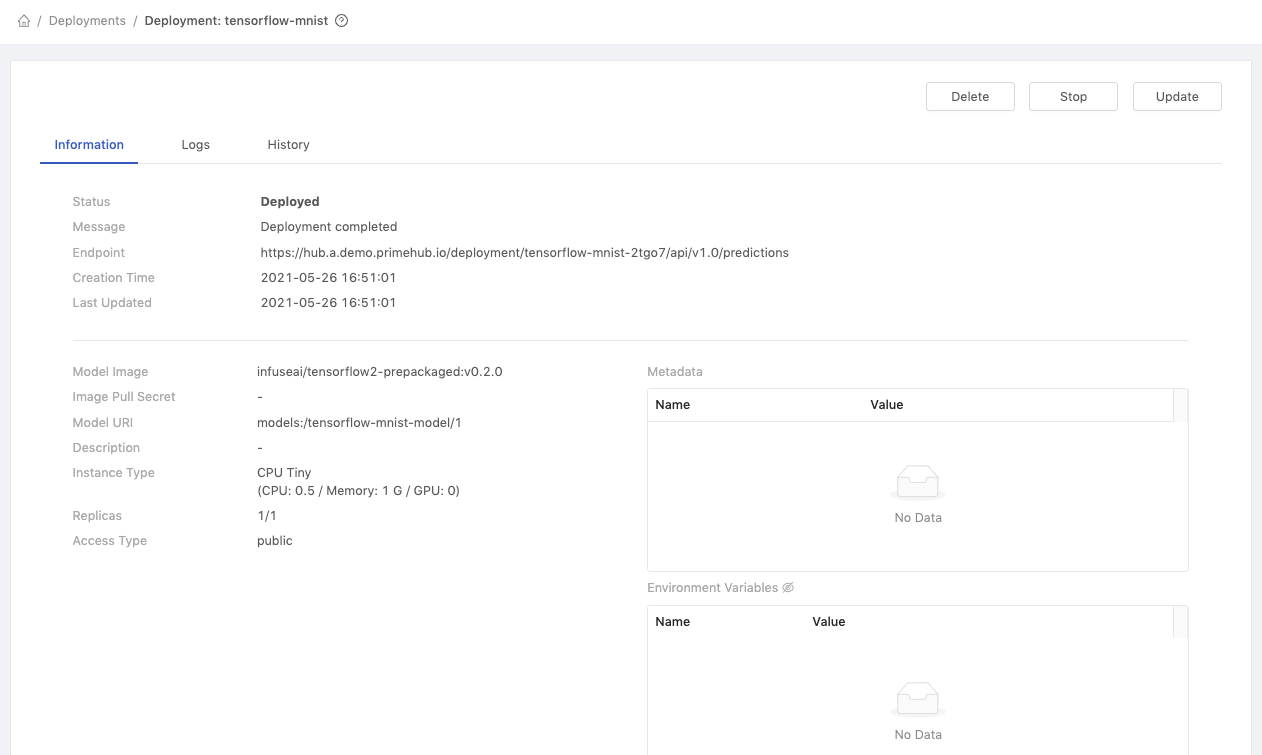 / Deployments / Deployment: tensorflow-mnist
Delete Stop Update
Information Logs History
Status Deployed
Message Deployment completed
Endpoint https://hub.a.demo.primehub.io/deployment/tensorflow-mnist-2tgo7/api/v1.0/predictions
Creation Time 2021-05-26 16:51:01
Last Updated 2021-05-26 16:51:01
Model Image infuseai/tensorflow2-prepackaged:v0.2.0
Image Pull Secret -
Model URI models:/tensorflow-mnist-model/1
Description -
Instance Type CPU Tiny
(CPU: 0.5 / Memory: 1 G / GPU: 0)
Replicas 1/1
Access Type public
Metadata
Name Value
No Data
Environment Variables
Name Value
No Data